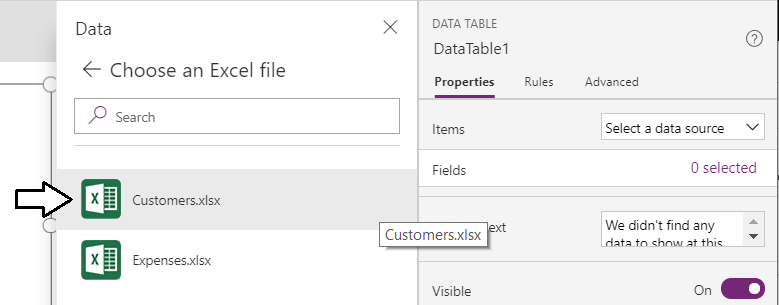 Data
Choose an Excel file
Search
Customers.xlsx
Customers.xlsx
Expenses.xlsx
DATA TABLE
DataTable1
Properties Rules Advanced
Items Select a data source
Fields 0 selected
ext We didn't find any
data to show at this
Visible On